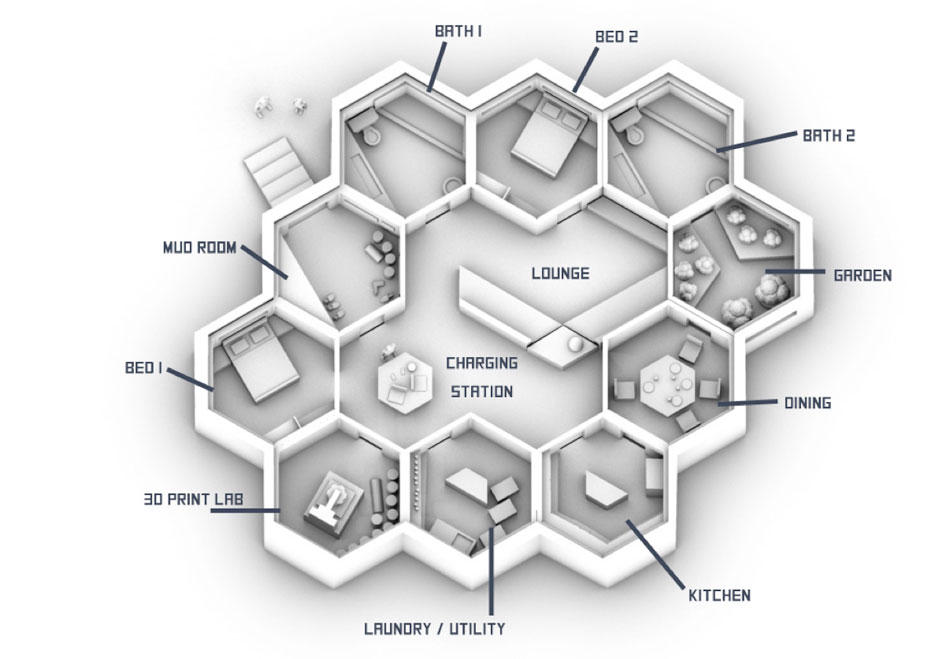 BATH 1
BED 2
BATH 2
MUD ROOM
LOUNGE
GARDEN
BED 1
CHARGING
STATION
DINING
3D PRINT LAB
KITCHEN
LAUNDRY / UTILITY